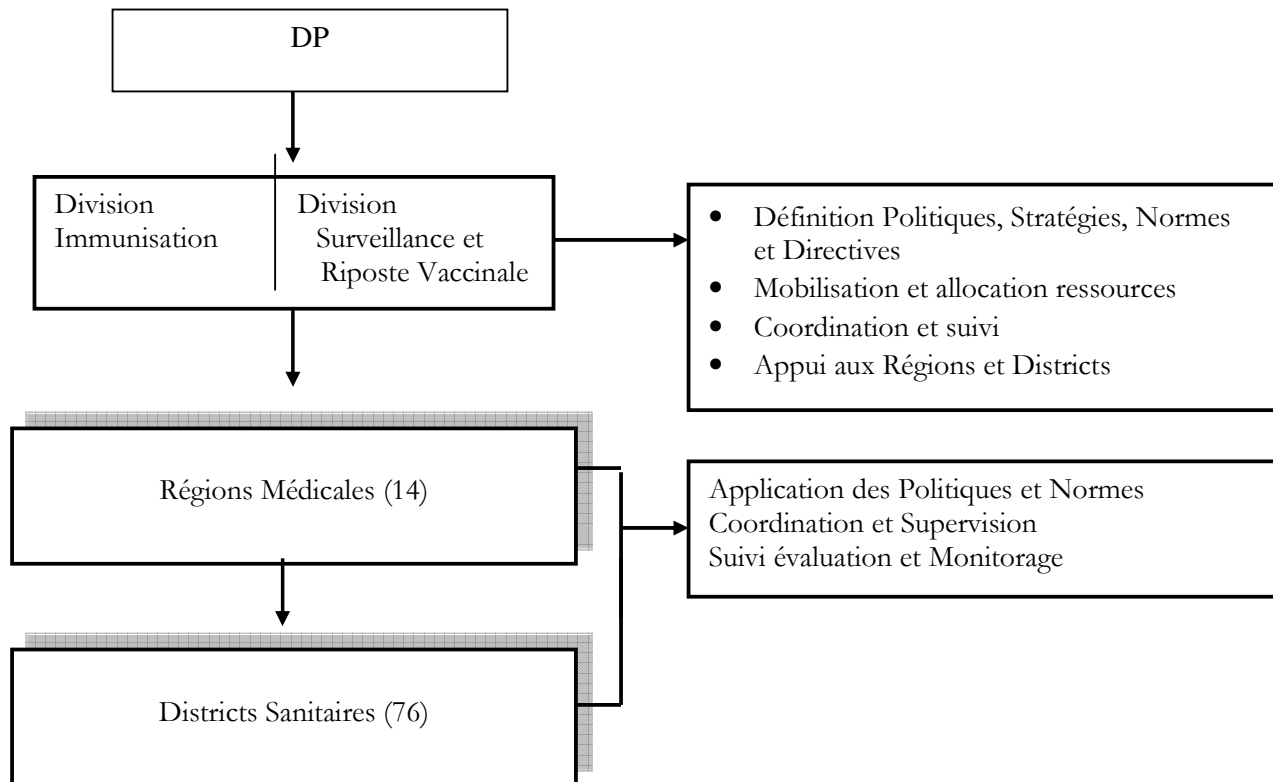 DP
Division
Immunisation
Division
Surveillance et
Riposte Vaccinale
• Définition Politiques, Stratégies, Normes
et Directives
• Mobilisation et allocation ressources
• Coordination et suivi
• Appui aux Régions et Districts
Régions Médicales (14)
Application des Politiques et Normes
Coordination et Supervision
Suivi évaluation et Monitorage
Districts Sanitaires (76)